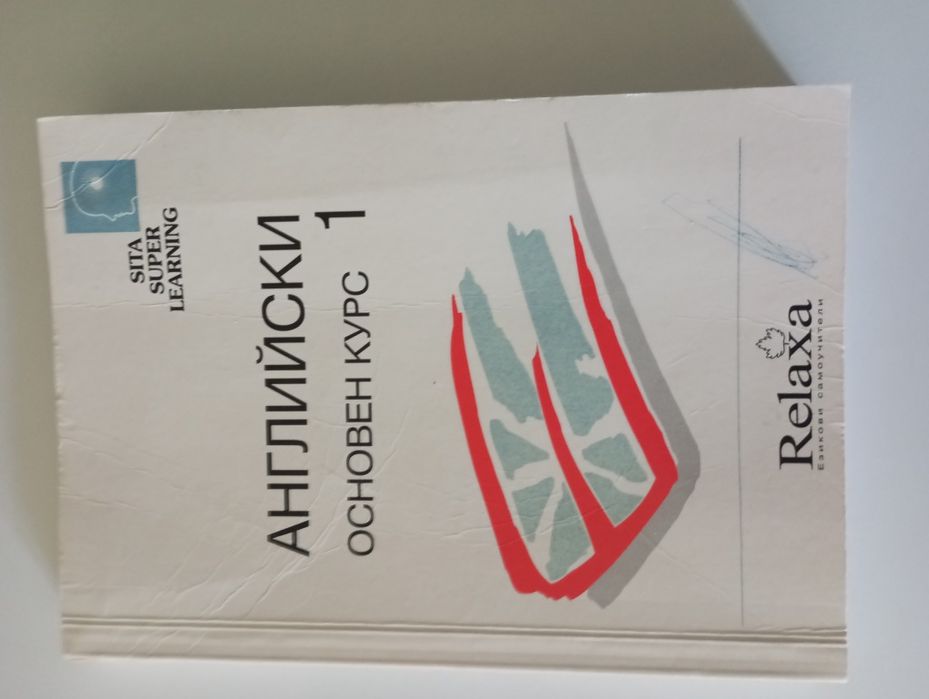 SITA
SUPER
LEARNING
АНГЛИЙСКИ
ОСНОВЕН КУРС 1
Relaxa
Езикови самоучители